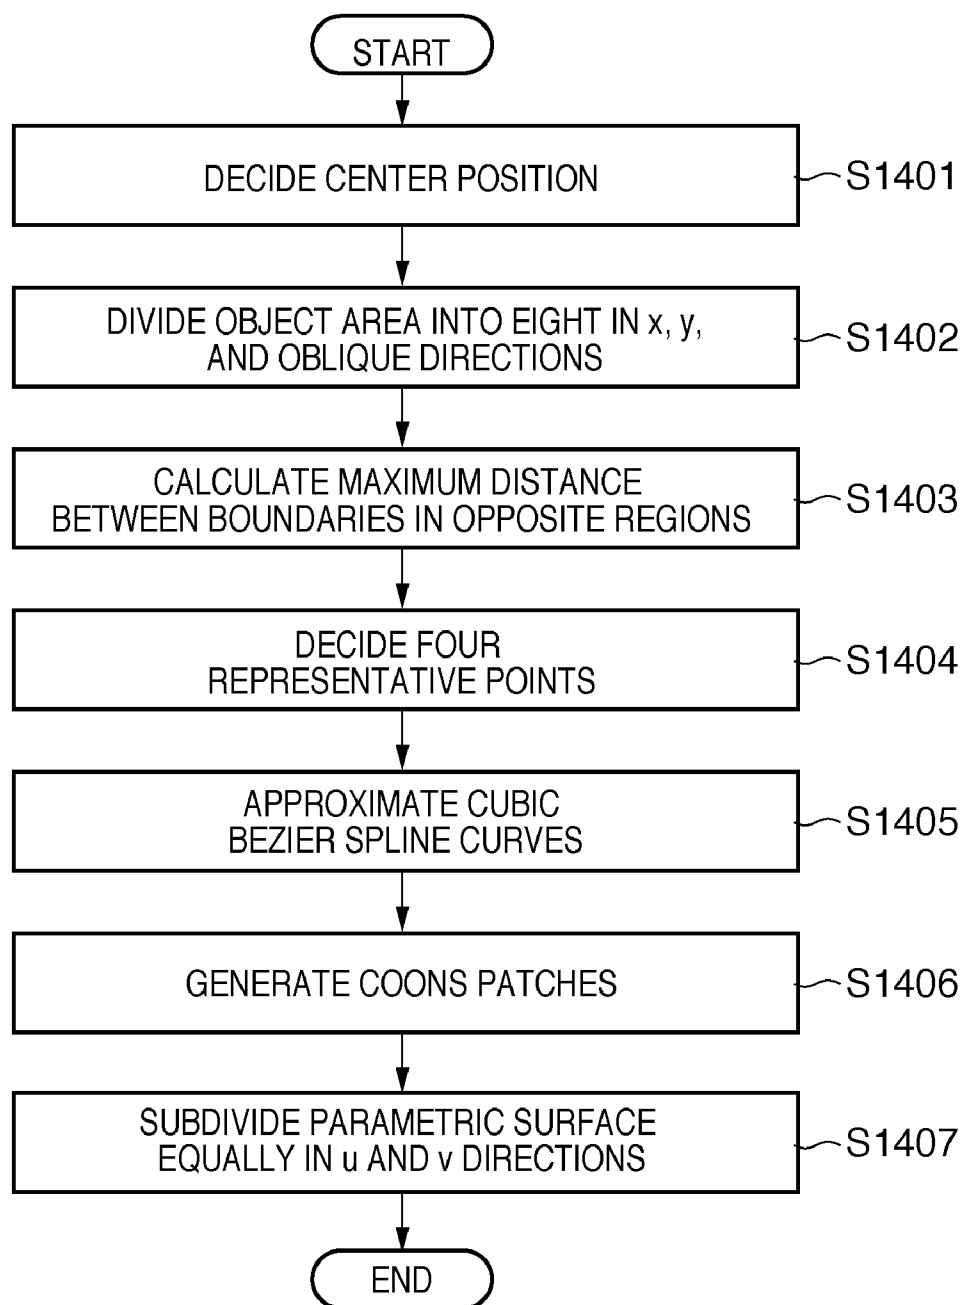 START
DECIDE CENTER POSITION
S1401
DIVIDE OBJECT AREA INTO EIGHT IN x, y,
AND OBLIQUE DIRECTIONS
S1402
CALCULATE MAXIMUM DISTANCE
BETWEEN BOUNDARIES IN OPPOSITE REGIONS
S1403
DECIDE FOUR
REPRESENTATIVE POINTS
S1404
APPROXIMATE CUBIC
BEZIER SPLINE CURVES
S1405
GENERATE COONS PATCHES
S1406
SUBDIVIDE PARAMETRIC SURFACE
EQUALLY IN u AND v DIRECTIONS
S1407
END